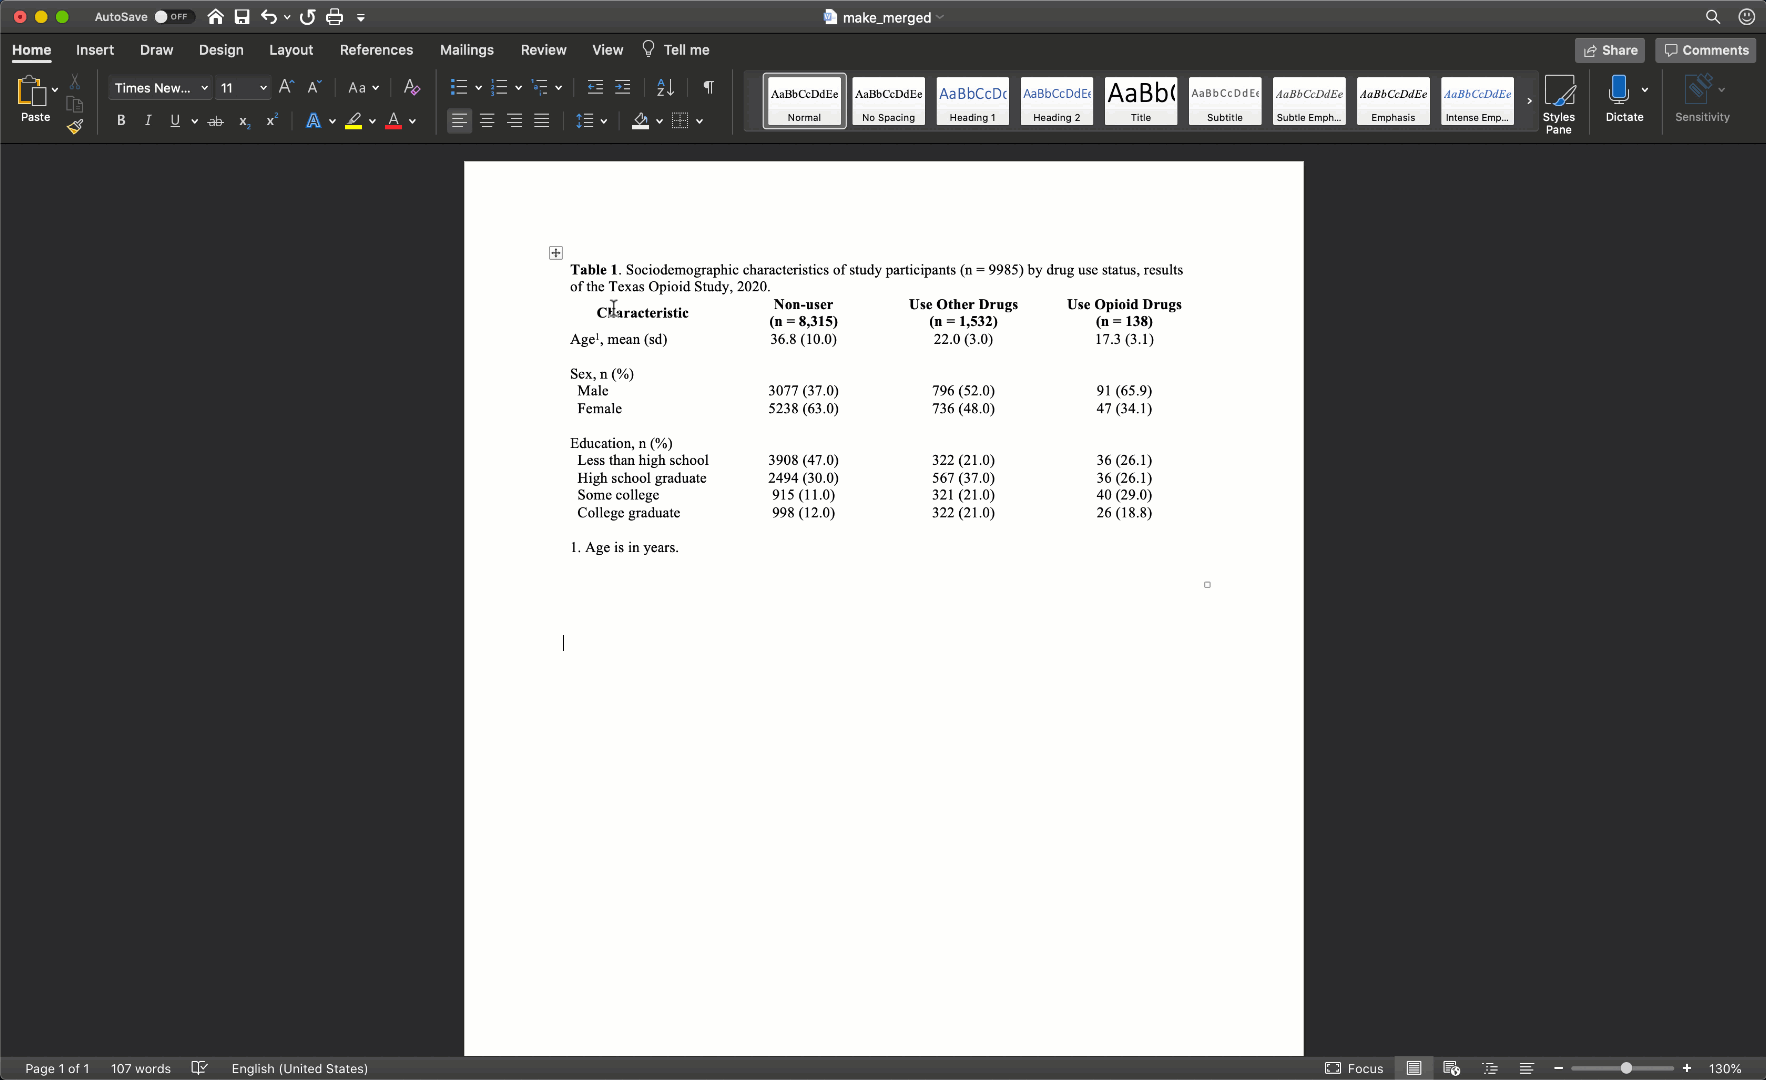 AutoSave OFF make_merged
Home Insert Draw Design Layout References Mailings Review View Tell me Share Comments
Paste Times New... 11 Aa
AaBbCcDdEe AaBbCcDdEe AaBbCcDc AaBbCcDdEe AaBb( AaBbCcDdEe AaBbCcDdEe AaBbCcDdEe AaBbCcDdEe
Normal No Spacing Heading 1 Heading 2 Title Subtitle Subtle Emph... Emphasis Intense Emp...
Styles Pane Dictate Sensitivity
Table 1. Sociodemographic characteristics of study participants (n = 9985) by drug use status, results
of the Texas Opioid Study, 2020.
Characteristic Non-user Use Other Drugs Use Opioid Drugs
(n = 8,315) (n = 1,532) (n = 138)
Age¹, mean (sd) 36.8 (10.0) 22.0 (3.0) 17.3 (3.1)
Sex, n (%)
Male 3077 (37.0) 796 (52.0) 91 (65.9)
Female 5238 (63.0) 736 (48.0) 47 (34.1)
Education, n (%)
Less than high school 3908 (47.0) 322 (21.0) 36 (26.1)
High school graduate 2494 (30.0) 567 (37.0) 36 (26.1)
Some college 915 (11.0) 321 (21.0) 40 (29.0)
College graduate 998 (12.0) 322 (21.0) 26 (18.8)
1. Age is in years.
Page 1 of 1 107 words English (United States) Focus 130%